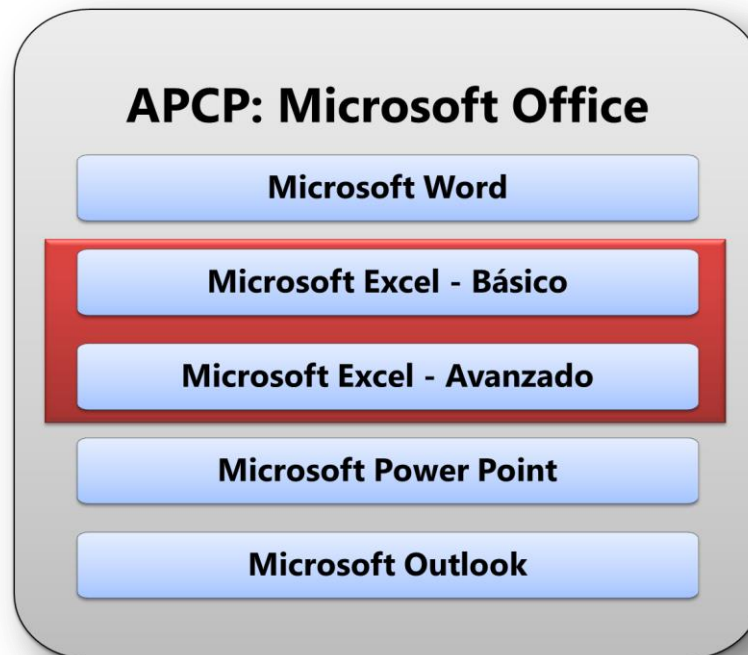 APCP: Microsoft Office
Microsoft Word
Microsoft Excel - Básico
Microsoft Excel - Avanzado
Microsoft Power Point
Microsoft Outlook